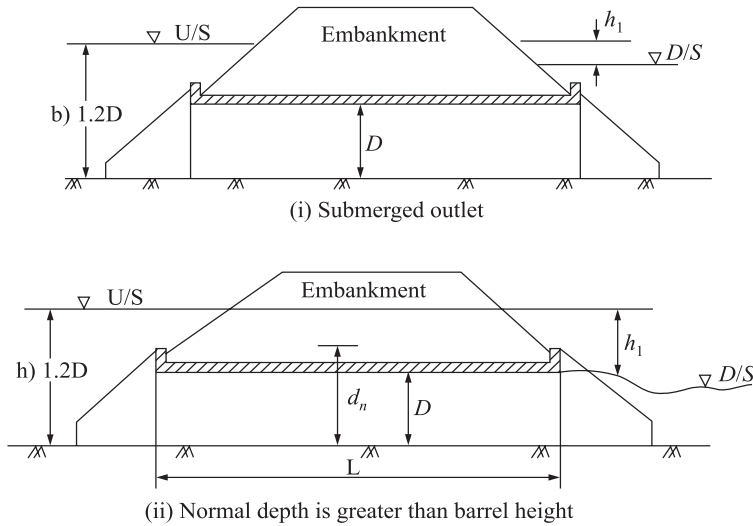 U/S
Embankment
h₁
D/S
b) 1.2D
D
(i) Submerged outlet
U/S
Embankment
h) 1.2D
h₁
D/S
dₙ
D
L
(ii) Normal depth is greater than barrel height